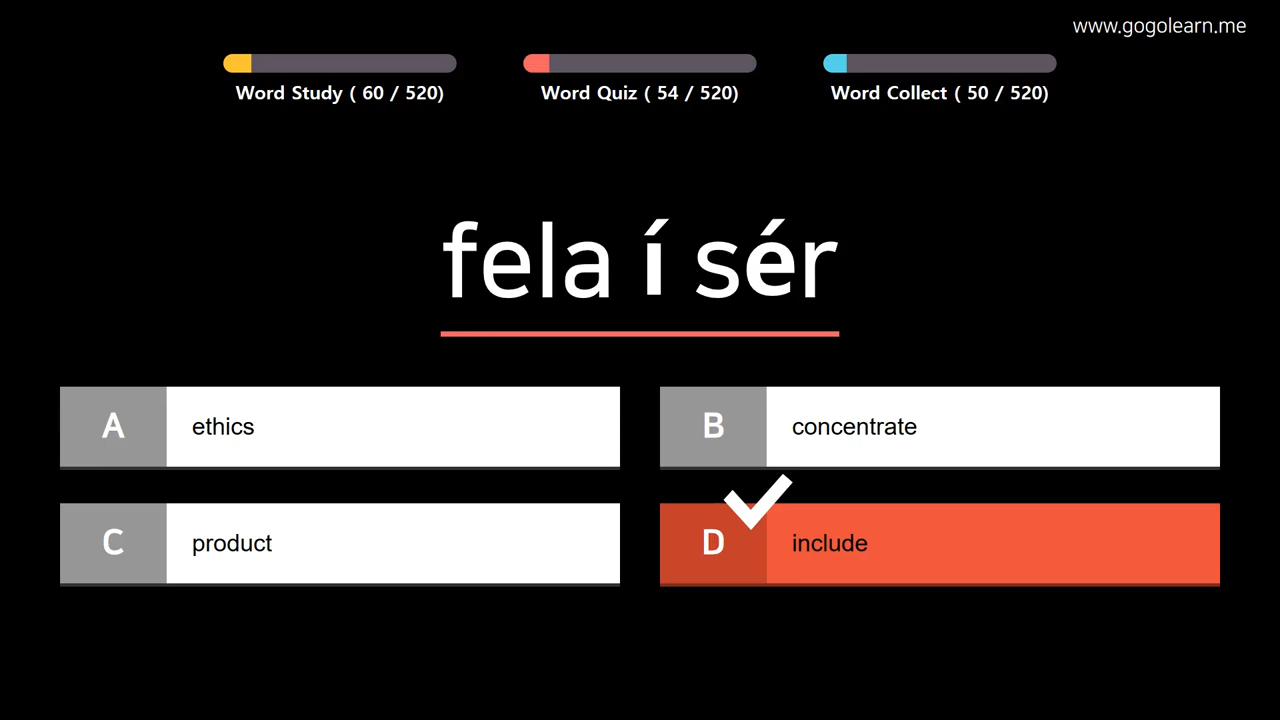 www.gogolearn.me
Word Study ( 60 / 520)
Word Quiz ( 54 / 520)
Word Collect ( 50 / 520)
fela í sér
A ethics
B concentrate
C product
D include